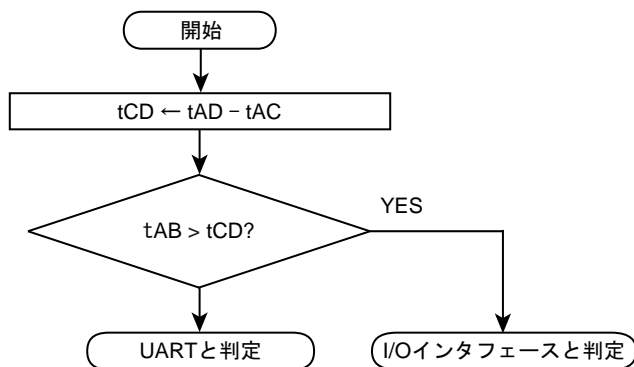 開始
tCD ← tAD − tAC
tAB > tCD?
YES
UARTと判定
I/Oインタフェースと判定